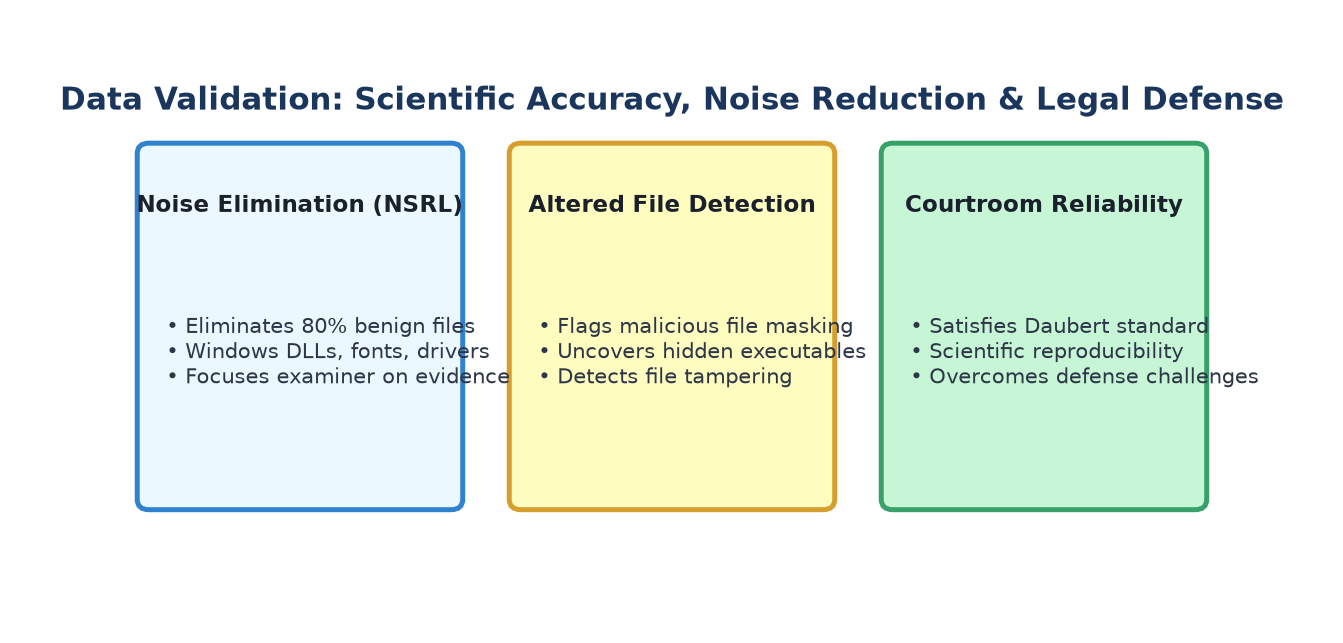 Data Validation: Scientific Accuracy, Noise Reduction & Legal Defense
Noise Elimination (NSRL)
• Eliminates 80% benign files
• Windows DLLs, fonts, drivers
• Focuses examiner on evidence
Altered File Detection
• Flags malicious file masking
• Uncovers hidden executables
• Detects file tampering
Courtroom Reliability
• Satisfies Daubert standard
• Scientific reproducibility
• Overcomes defense challenges